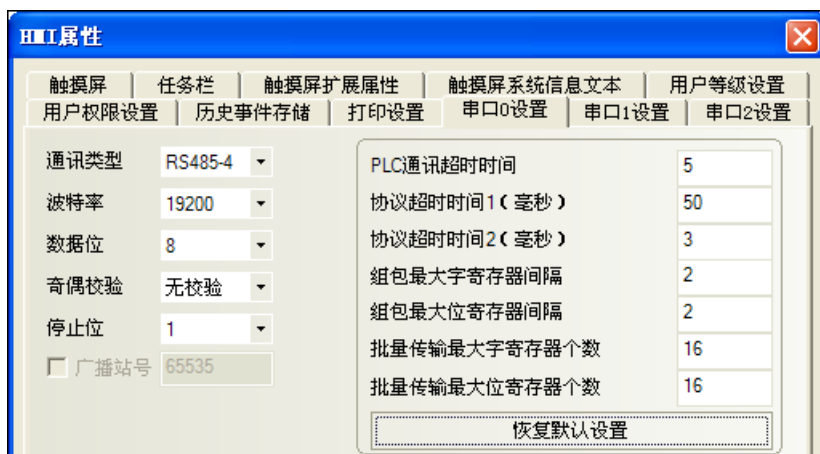 HMI属性
触摸屏 任务栏 触摸屏扩展属性 触摸屏系统信息文本 用户等级设置
用户权限设置 历史事件存储 打印设置 串口0设置 串口1设置 串口2设置
通讯类型 RS485-4
波特率 19200
数据位 8
奇偶校验 无校验
停止位 1
广播站号 65535
PLC通讯超时时间 5
协议超时时间1(毫秒) 50
协议超时时间2(毫秒) 3
组包最大字寄存器间隔 2
组包最大位寄存器间隔 2
批量传输最大字寄存器个数 16
批量传输最大位寄存器个数 16
恢复默认设置